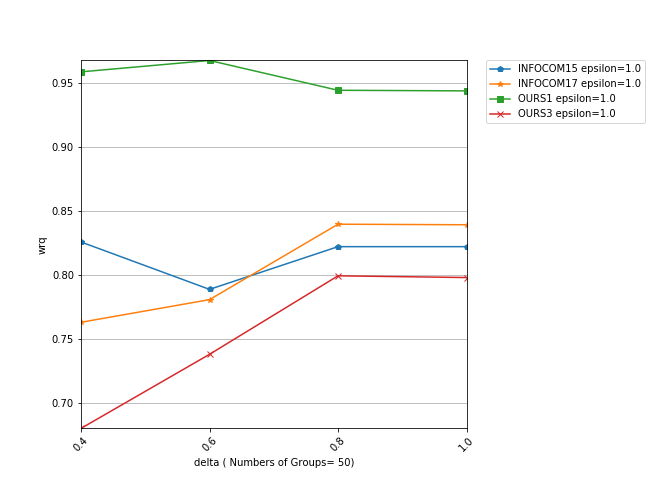 INFOCOM15 epsilon=1.0
INFOCOM17 epsilon=1.0
OURS1 epsilon=1.0
OURS3 epsilon=1.0
0.95
0.90
0.85
0.80
0.75
0.70
wrq
0.4
0.6
0.8
1.0
delta ( Numbers of Groups= 50)